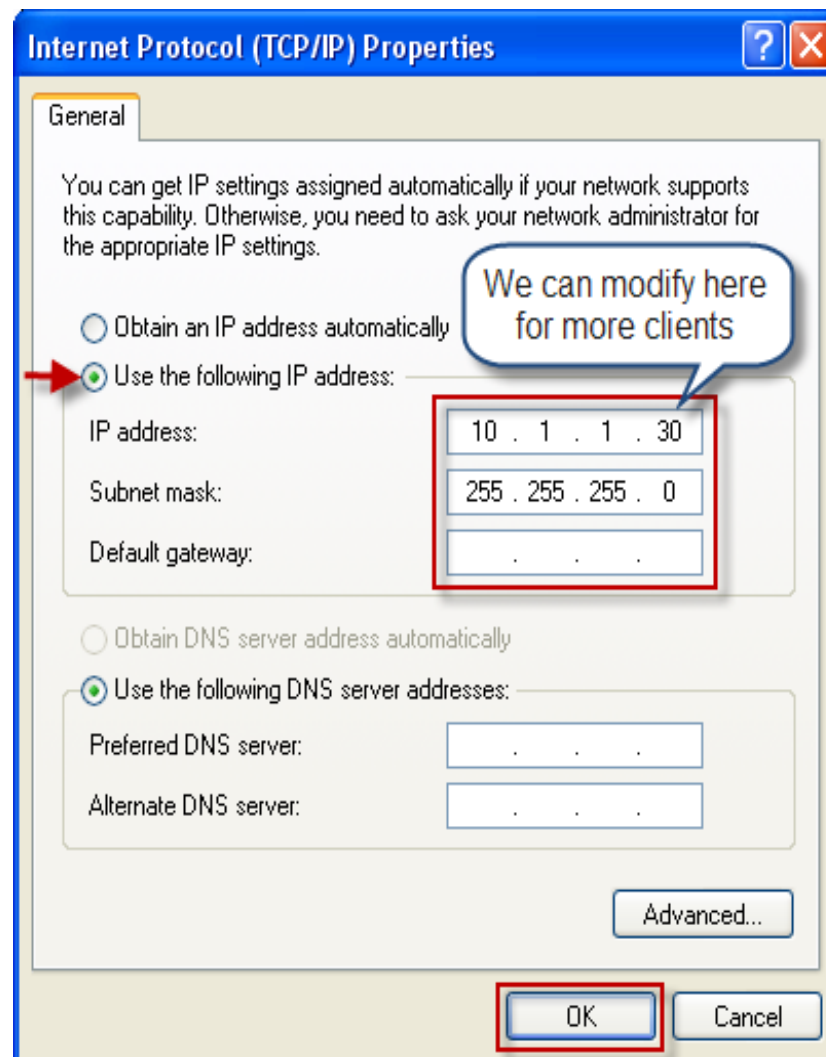 Internet Protocol (TCP/IP) Properties
General
You can get IP settings assigned automatically if your network supports
this capability. Otherwise, you need to ask your network administrator for
the appropriate IP settings.
We can modify here
for more clients
Obtain an IP address automatically
Use the following IP address:
IP address: 10 . 1 . 1 . 30
Subnet mask: 255 . 255 . 255 . 0
Default gateway: . . .
Obtain DNS server address automatically
Use the following DNS server addresses:
Preferred DNS server: . . .
Alternate DNS server: . . .
Advanced...
OK Cancel